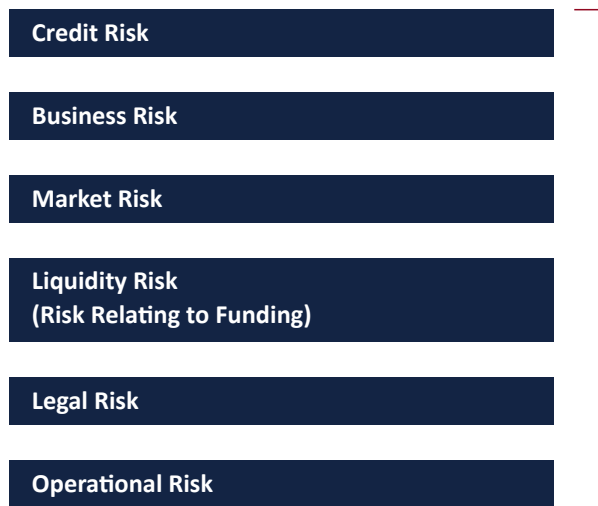 Credit Risk
Business Risk
Market Risk
Liquidity Risk
(Risk Relating to Funding)
Legal Risk
Operational Risk